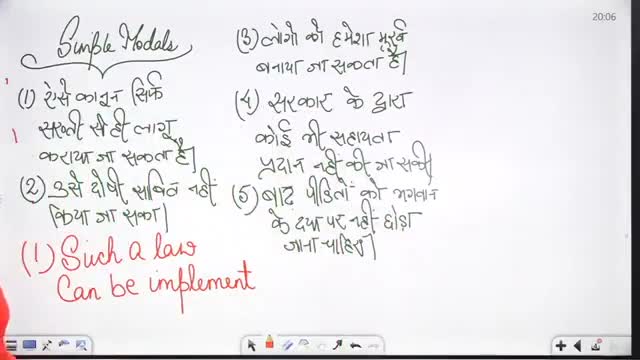 20:06
Simple Modals
(1) ऐसे कानून सिर्फ
सख्ती से ही लागू
कराया जा सकता है।
(2) उसे दोषी साबित नहीं
किया जा सका।
(3) लोगो को हमेशा मूर्ख
बनाया जा सकता है।
(4) सरकार के द्वारा
कोई भी सहायता
प्रदान नहीं की जा सकी।
(5) बाढ पीडितों को भगवान
के दया पर नहीं छोड़ा
जाना चाहिए।
(1) Such a law
Can be implement